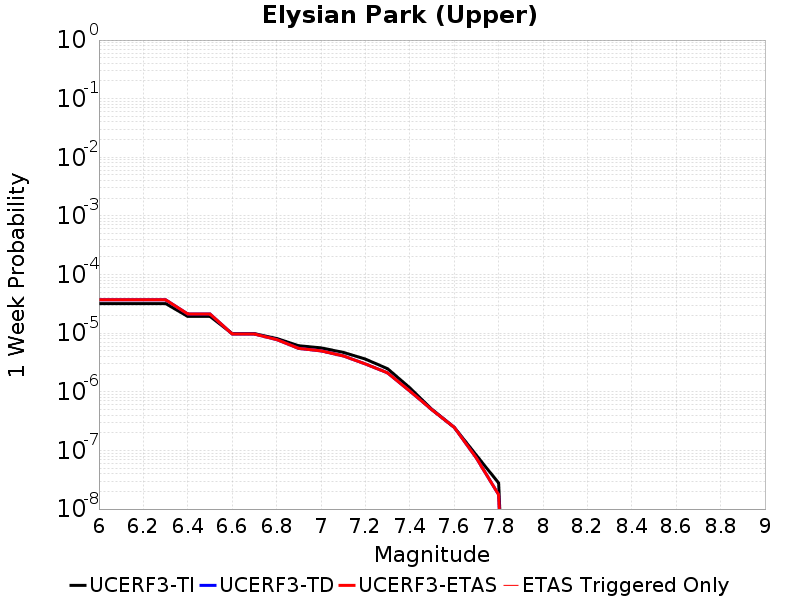 Elysian Park (Upper)
1 Week Probability
10^0
10^-1
10^-2
10^-3
10^-4
10^-5
10^-6
10^-7
10^-8
6 6.2 6.4 6.6 6.8 7 7.2 7.4 7.6 7.8 8 8.2 8.4 8.6 8.8 9
Magnitude
UCERF3-TI UCERF3-TD UCERF3-ETAS ETAS Triggered Only